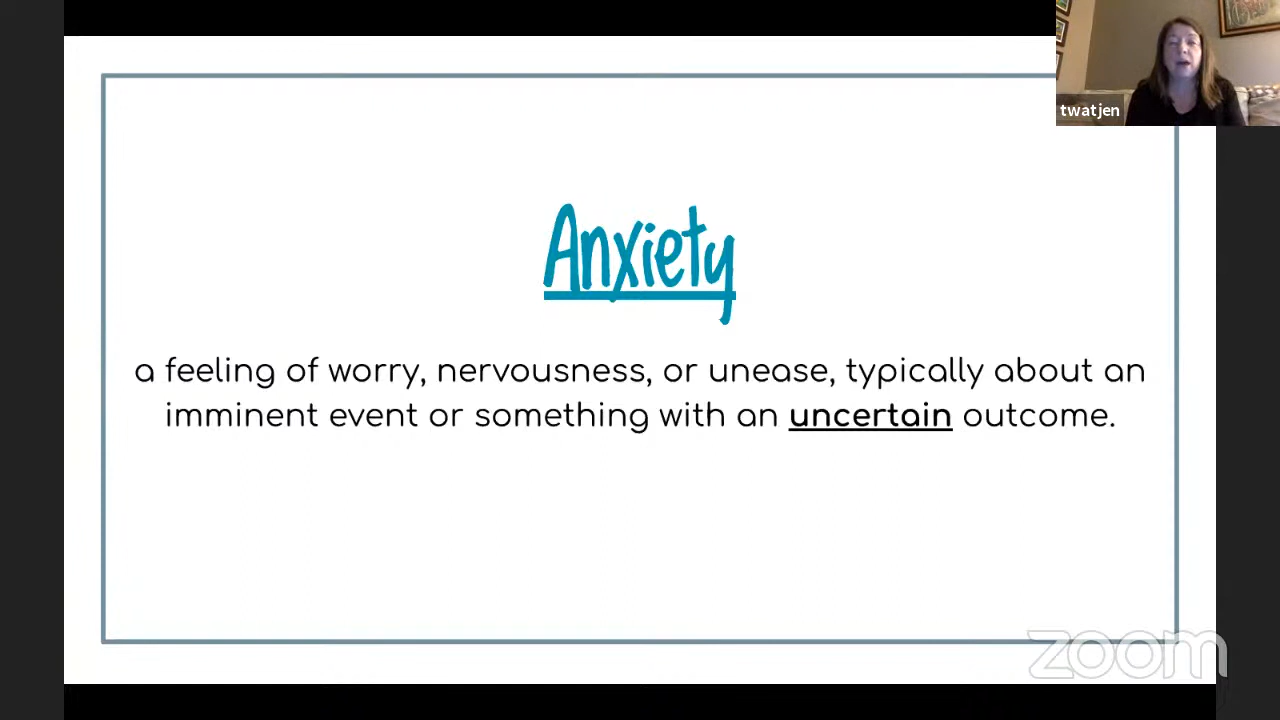 twatjen
Anxiety
a feeling of worry, nervousness, or unease, typically about an
imminent event or something with an uncertain outcome.
zoom